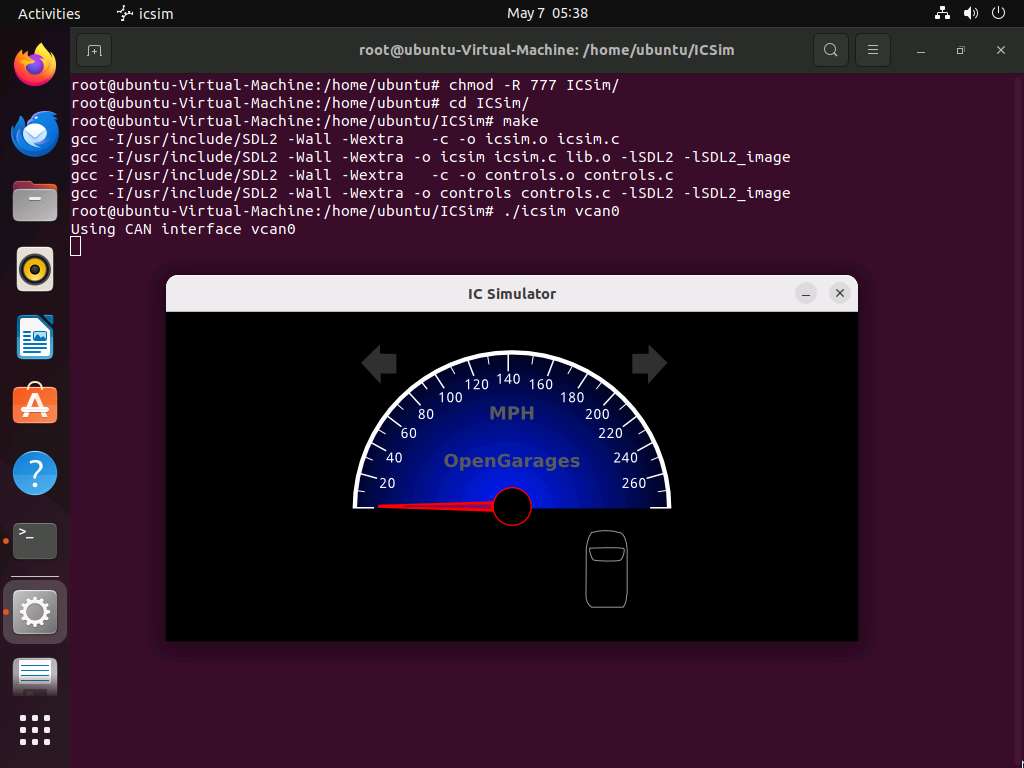 Activities icsim May 7 05:38
root@ubuntu-Virtual-Machine: /home/ubuntu/ICSim
root@ubuntu-Virtual-Machine:/home/ubuntu# chmod -R 777 ICSim/
root@ubuntu-Virtual-Machine:/home/ubuntu# cd ICSim/
root@ubuntu-Virtual-Machine:/home/ubuntu/ICSim# make
gcc -I/usr/include/SDL2 -Wall -Wextra   -c -o icsim.o icsim.c
gcc -I/usr/include/SDL2 -Wall -Wextra -o icsim icsim.c lib.o -lSDL2 -lSDL2_image
gcc -I/usr/include/SDL2 -Wall -Wextra   -c -o controls.o controls.c
gcc -I/usr/include/SDL2 -Wall -Wextra -o controls controls.c -lSDL2 -lSDL2_image
root@ubuntu-Virtual-Machine:/home/ubuntu/ICSim# ./icsim vcan0
Using CAN interface vcan0
IC Simulator
20 40 60 80 100 120 140 160 180 200 220 240 260
MPH
OpenGarages
?
>_